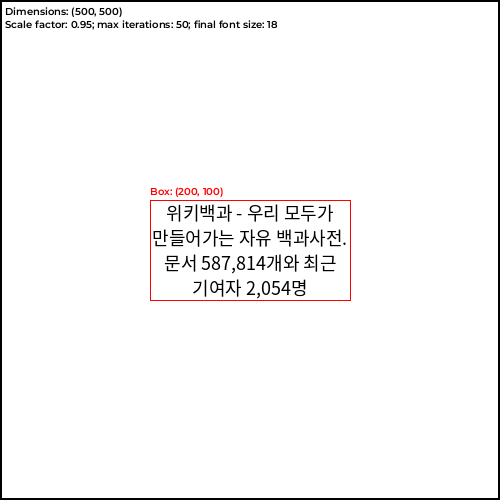 Dimensions: (500, 500)
Scale factor: 0.95; max iterations: 50; final font size: 18
Box: (200, 100)
위키백과 - 우리 모두가
만들어가는 자유 백과사전.
문서 587,814개와 최근
기여자 2,054명